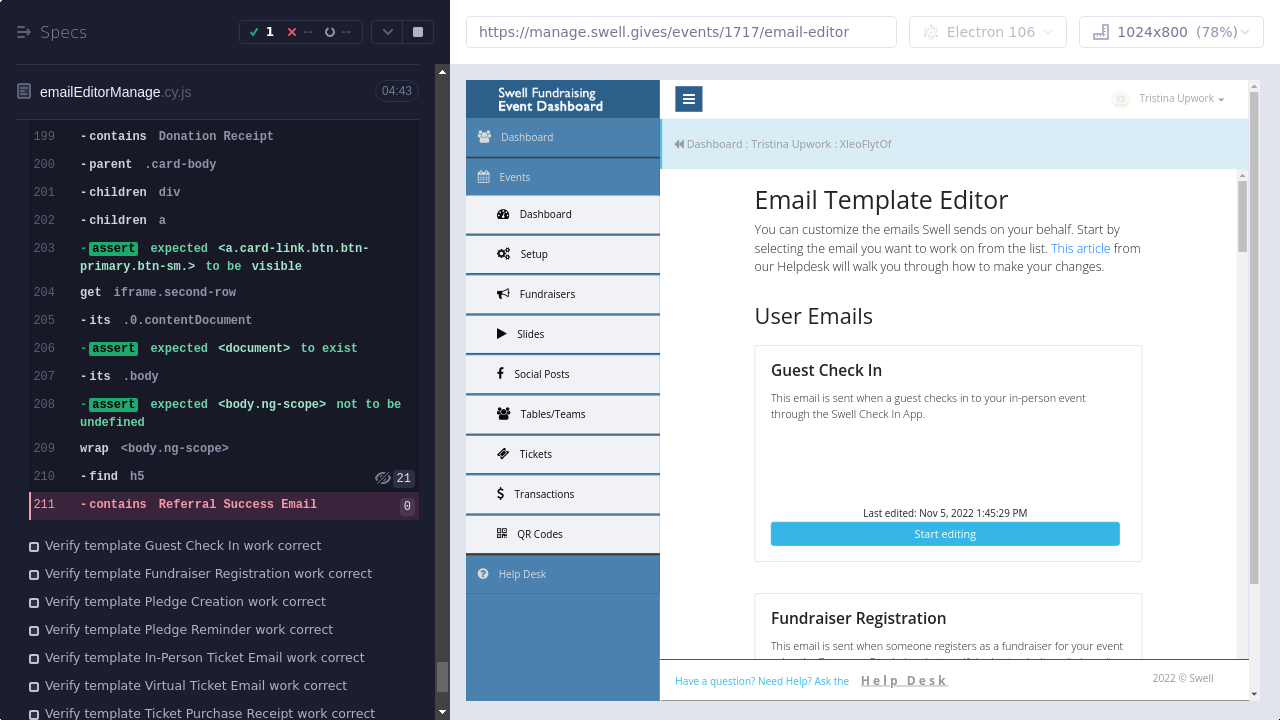 Specs
1
--
--
emailEditorManage.cy.js
04:43
199 -contains Donation Receipt
200 -parent .card-body
201 -children div
202 -children a
203 -assert expected <a.card-link.btn.btn-
primary.btn-sm.> to be visible
204 get iframe.second-row
205 -its .0.contentDocument
206 -assert expected <document> to exist
207 -its .body
208 -assert expected <body.ng-scope> not to be
undefined
209 wrap <body.ng-scope>
210 -find h5 21
211 -contains Referral Success Email 0
Verify template Guest Check In work correct
Verify template Fundraiser Registration work correct
Verify template Pledge Creation work correct
Verify template Pledge Reminder work correct
Verify template In-Person Ticket Email work correct
Verify template Virtual Ticket Email work correct
Verify template Ticket Purchase Receipt work correct
https://manage.swell.gives/events/1717/email-editor
Electron 106
1024x800 (78%)
Swell Fundraising
Event Dashboard
Dashboard
Events
Dashboard
Setup
Fundraisers
Slides
Social Posts
Tables/Teams
Tickets
Transactions
QR Codes
Help Desk
Tristina Upwork
Dashboard : Tristina Upwork : XleoFlytOf
Email Template Editor
You can customize the emails Swell sends on your behalf. Start by
selecting the email you want to work on from the list. This article from
our Helpdesk will walk you through how to make your changes.
User Emails
Guest Check In
This email is sent when a guest checks in to your in-person event
through the Swell Check In App.
Last edited: Nov 5, 2022 1:45:29 PM
Start editing
Fundraiser Registration
This email is sent when someone registers as a fundraiser for your event
Have a question? Need Help? Ask the Help Desk
2022 © Swell